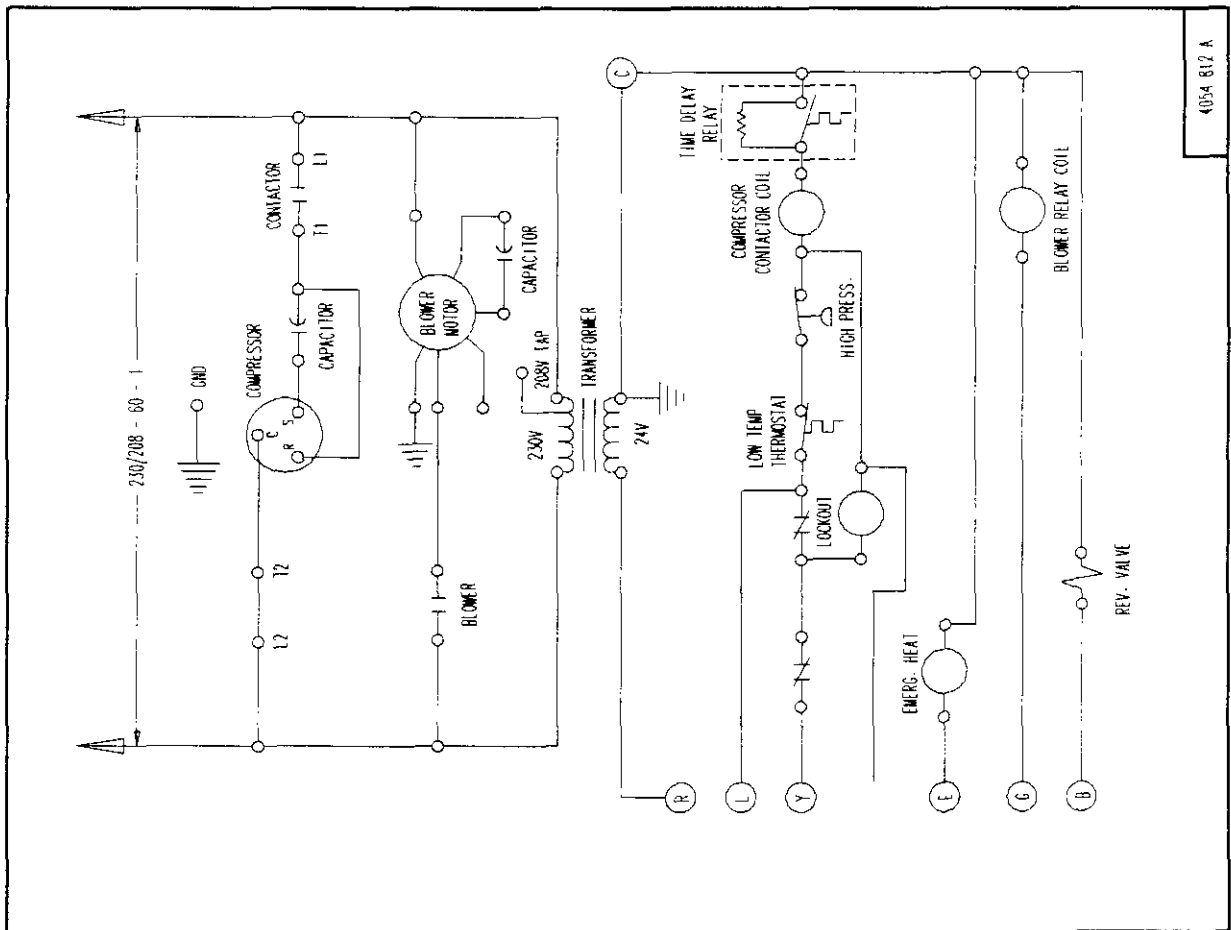 4054 812 A
230/208 - 60 - 1
GND
L2
T2
COMPRESSOR
C
R
S
CAPACITOR
CONTACTOR
T1
L1
BLOWER
BLOWER
MOTOR
CAPACITOR
208V TAP
230V
TRANSFORMER
24V
R
C
L
Y
LOCKOUT
LOW TEMP
THERMOSTAT
HIGH PRESS.
COMPRESSOR
CONTACTOR COIL
TIME DELAY
RELAY
E
EMERG. HEAT
G
BLOWER RELAY COIL
B
REV. VALVE